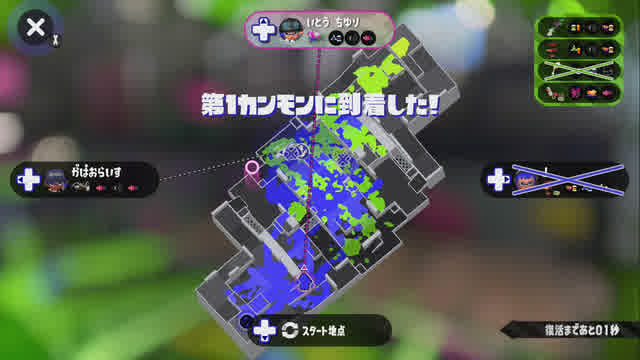 いとう ちゆり
第1カンモンに到着した!
がぱおらいす
スタート地点
復活まであと01秒